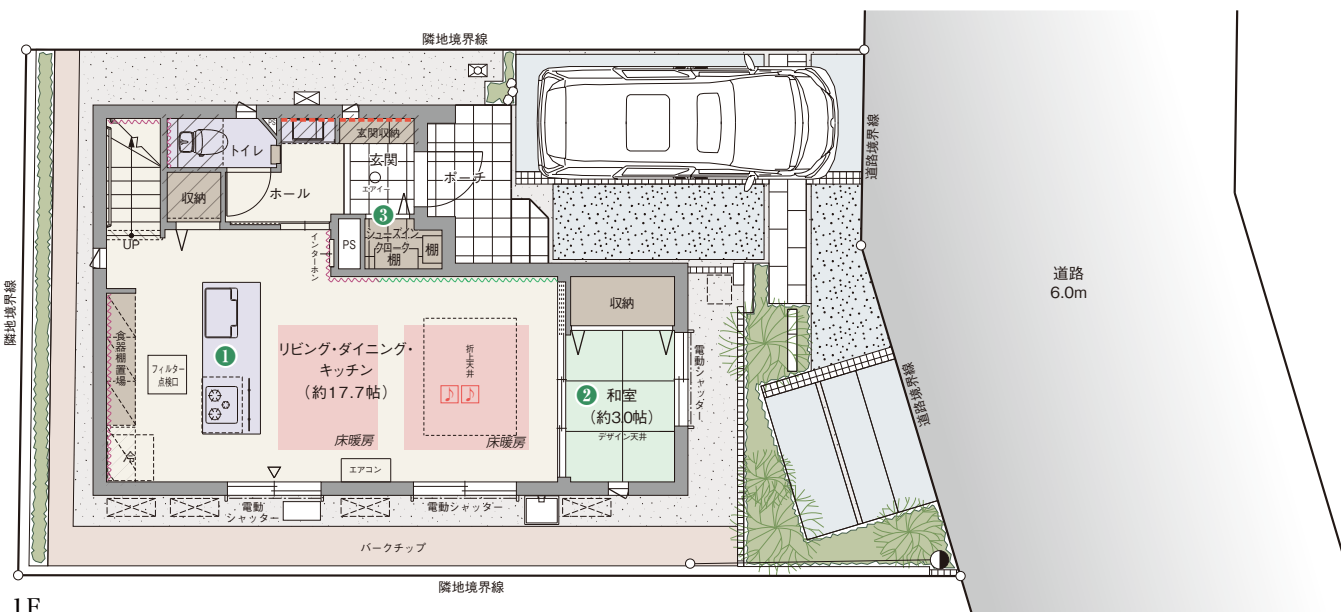 隣地境界線
トイレ
PS
玄関収納
玄関
エアイー
ポーチ
収納
ホール
道路境界線
3
シューズイン
クローク
棚
棚
PS
UP
インターホン
隣地境界線
道路
6.0m
収納
食器棚置場
フィルター
点検口
1
リビング・ダイニング・
キッチン
(約17.7帖)
折上天井
床暖房
床暖房
2
和室
(約3.0帖)
デザイン天井
電動シャッター
道路境界線
冷
エアコン
電動
シャッター
電動シャッター
バークチップ
隣地境界線
1F